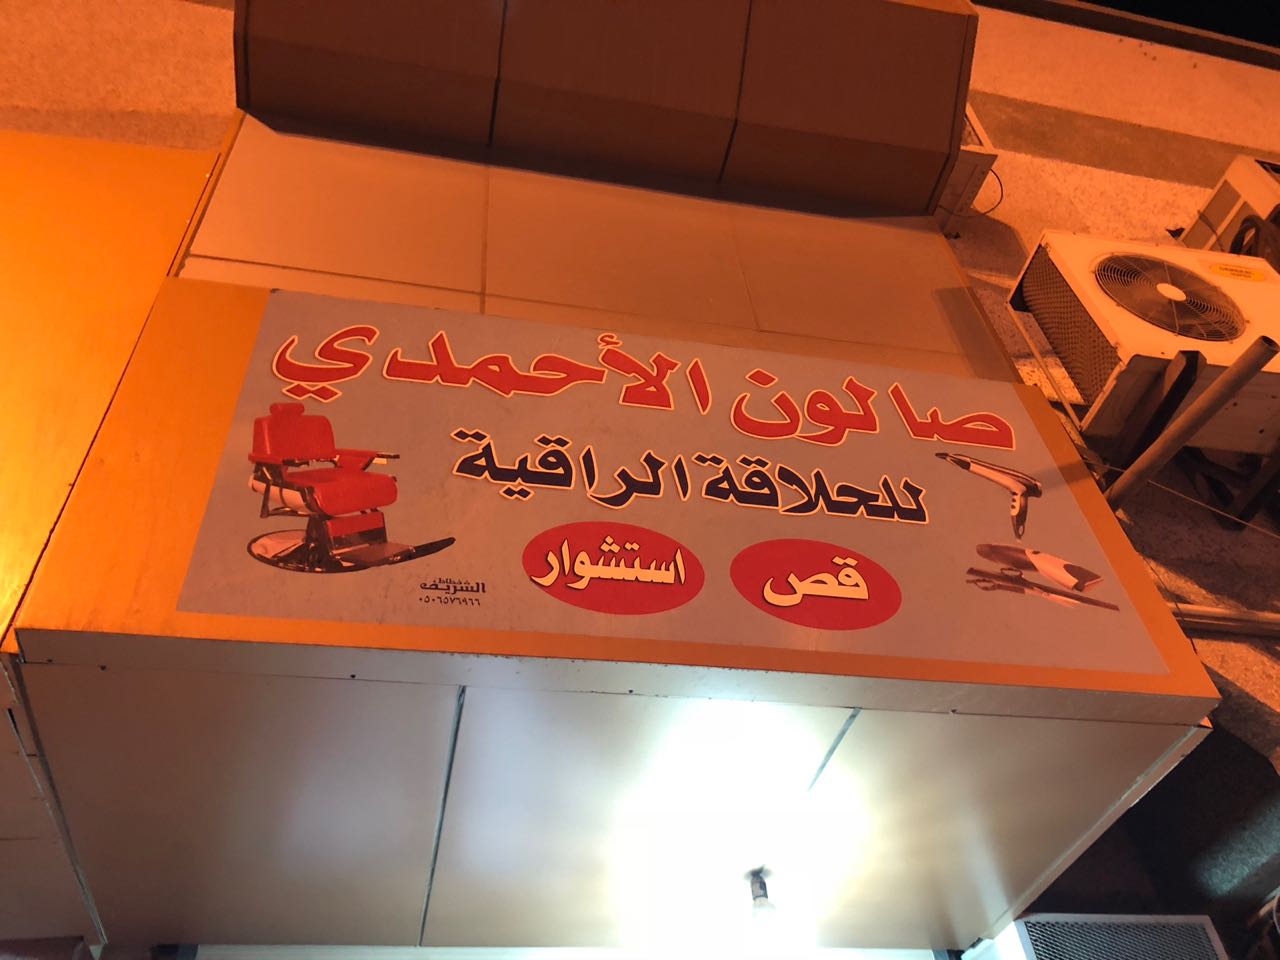 صالون الأحمدي
للحلاقة الراقية
قص
استشوار
خطاط
الشريف
٠٥٠٦٥٧٦٩٦٦